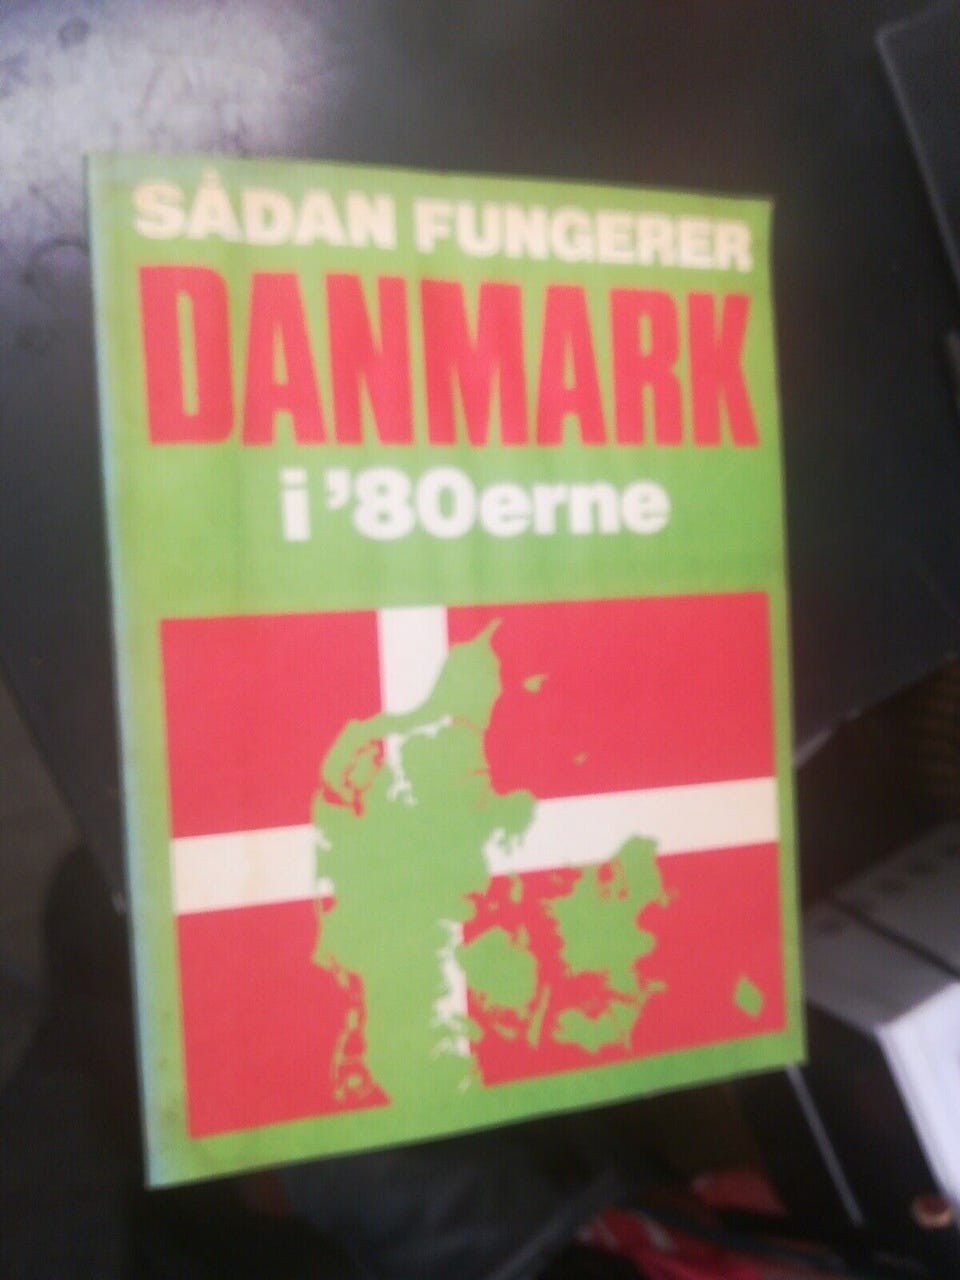 SÅDAN FUNGERER
DANMARK
i '80erne